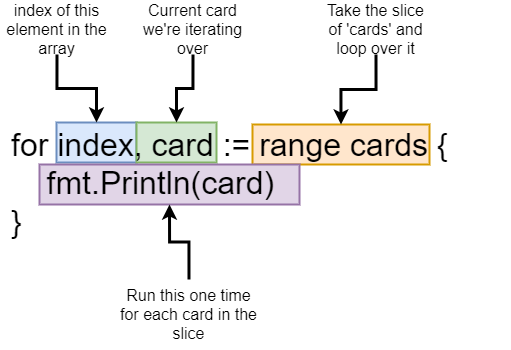 index of this
element in the
array
Current card
we're iterating
over
Take the slice
of 'cards' and
loop over it
for index, card := range cards {
fmt.Println(card)
}
Run this one time
for each card in the
slice